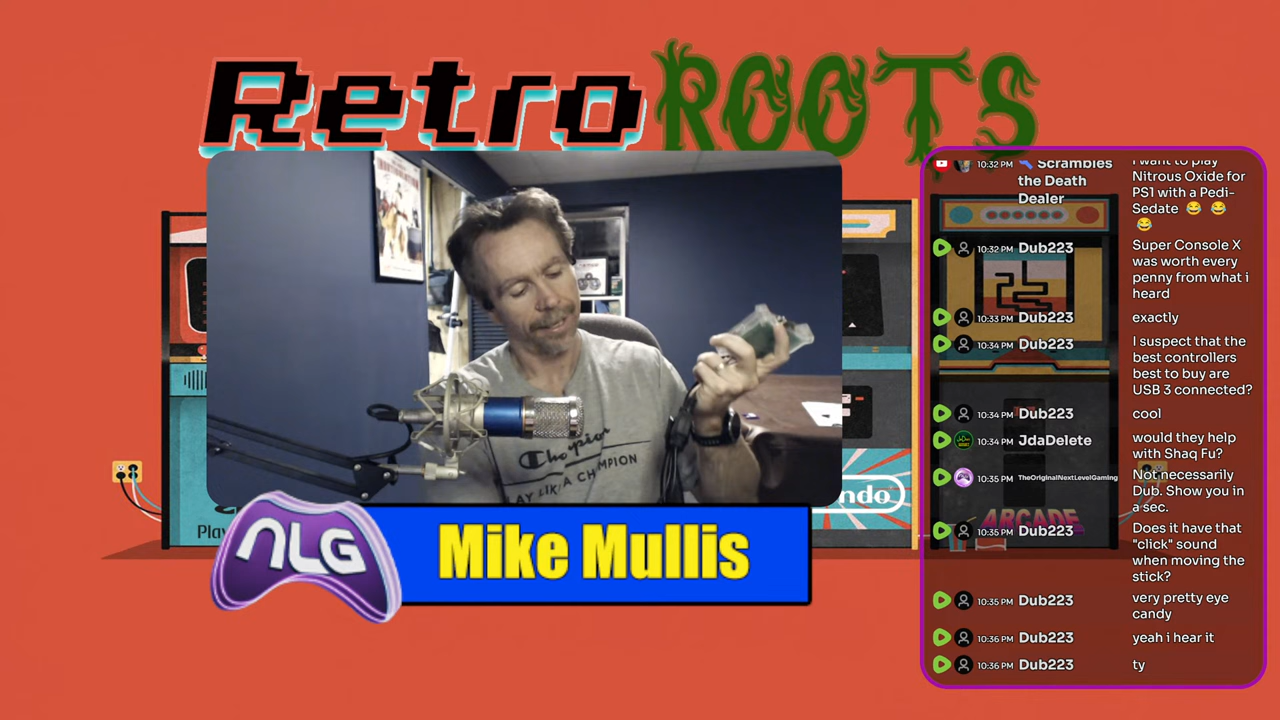 Retro ROOTS
Champion
PLAY LIKE A CHAMPION
NLG
Mike Mullis
Play
ndo
ARCADE
10:32 PM Scrambles
the Death
Dealer
I want to play
Nitrous Oxide for
PS1 with a Pedi-
Sedate 😂 😂
😂
10:32 PM Dub223
Super Console X
was worth every
penny from what i
heard
10:33 PM Dub223 exactly
10:34 PM Dub223
I suspect that the
best controllers
best to buy are
USB 3 connected?
10:34 PM Dub223 cool
10:34 PM JdaDelete
would they help
with Shaq Fu?
10:35 PM TheOriginalNextLevelGaming
Not necessarily
Dub. Show you in
a sec.
10:35 PM Dub223
Does it have that
"click" sound
when moving the
stick?
10:35 PM Dub223
very pretty eye
candy
10:36 PM Dub223 yeah i hear it
10:36 PM Dub223 ty